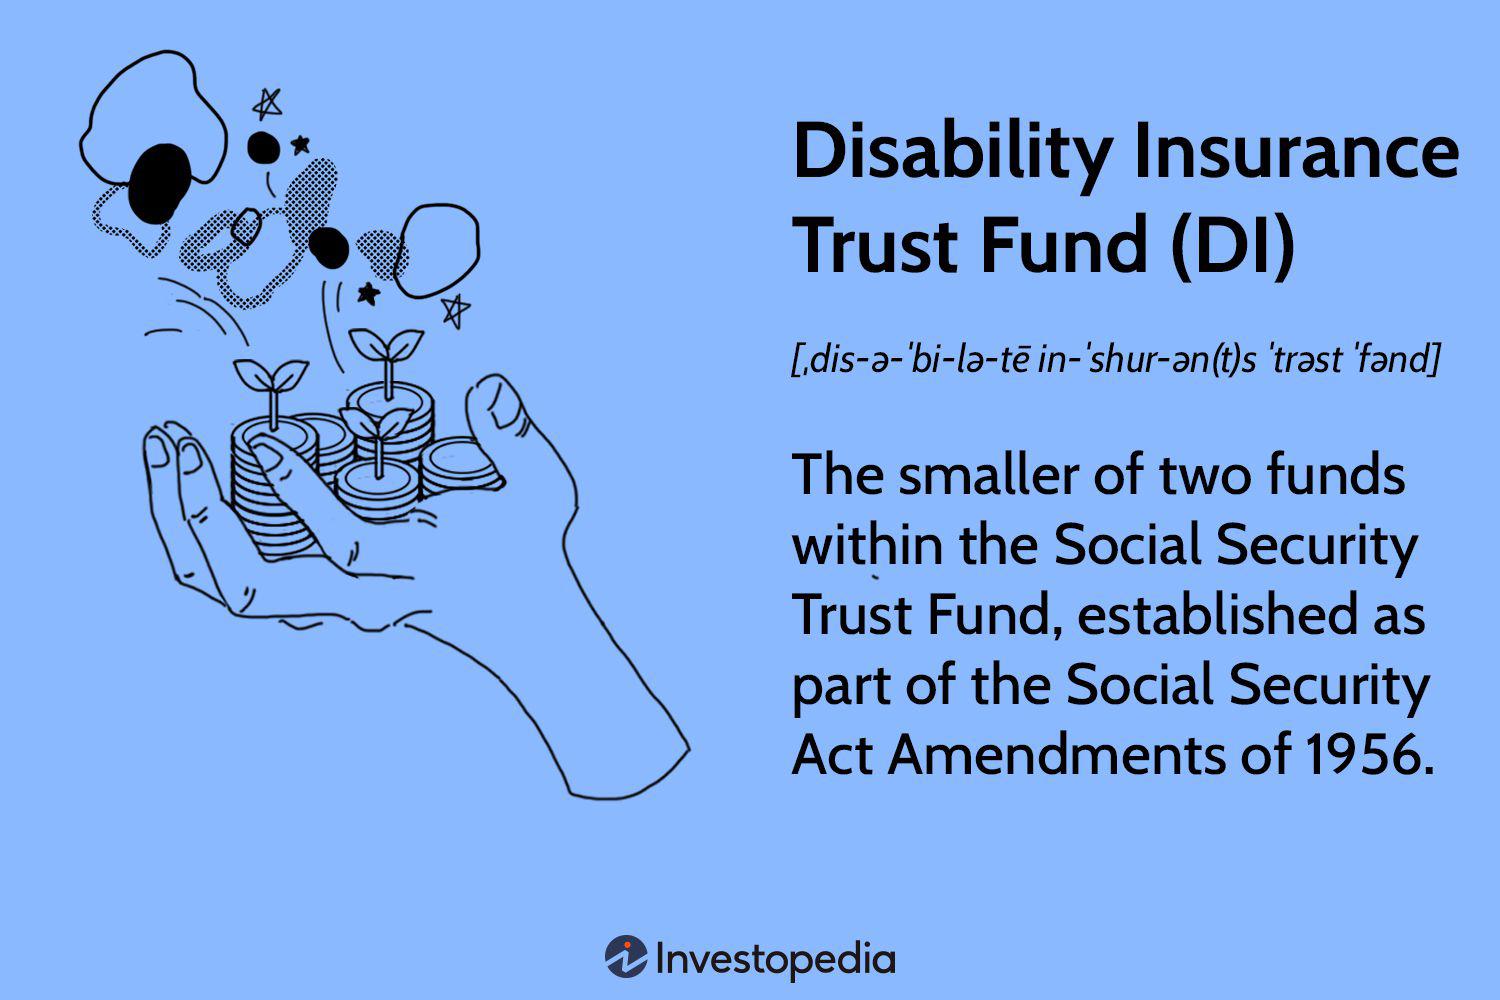 Disability Insurance
Trust Fund (DI)
[ˌdis-ə-ˈbi-lə-tē in-ˈshur-ən(t)s ˈtrəst ˈfənd]
The smaller of two funds
within the Social Security
Trust Fund, established as
part of the Social Security
Act Amendments of 1956.
Investopedia